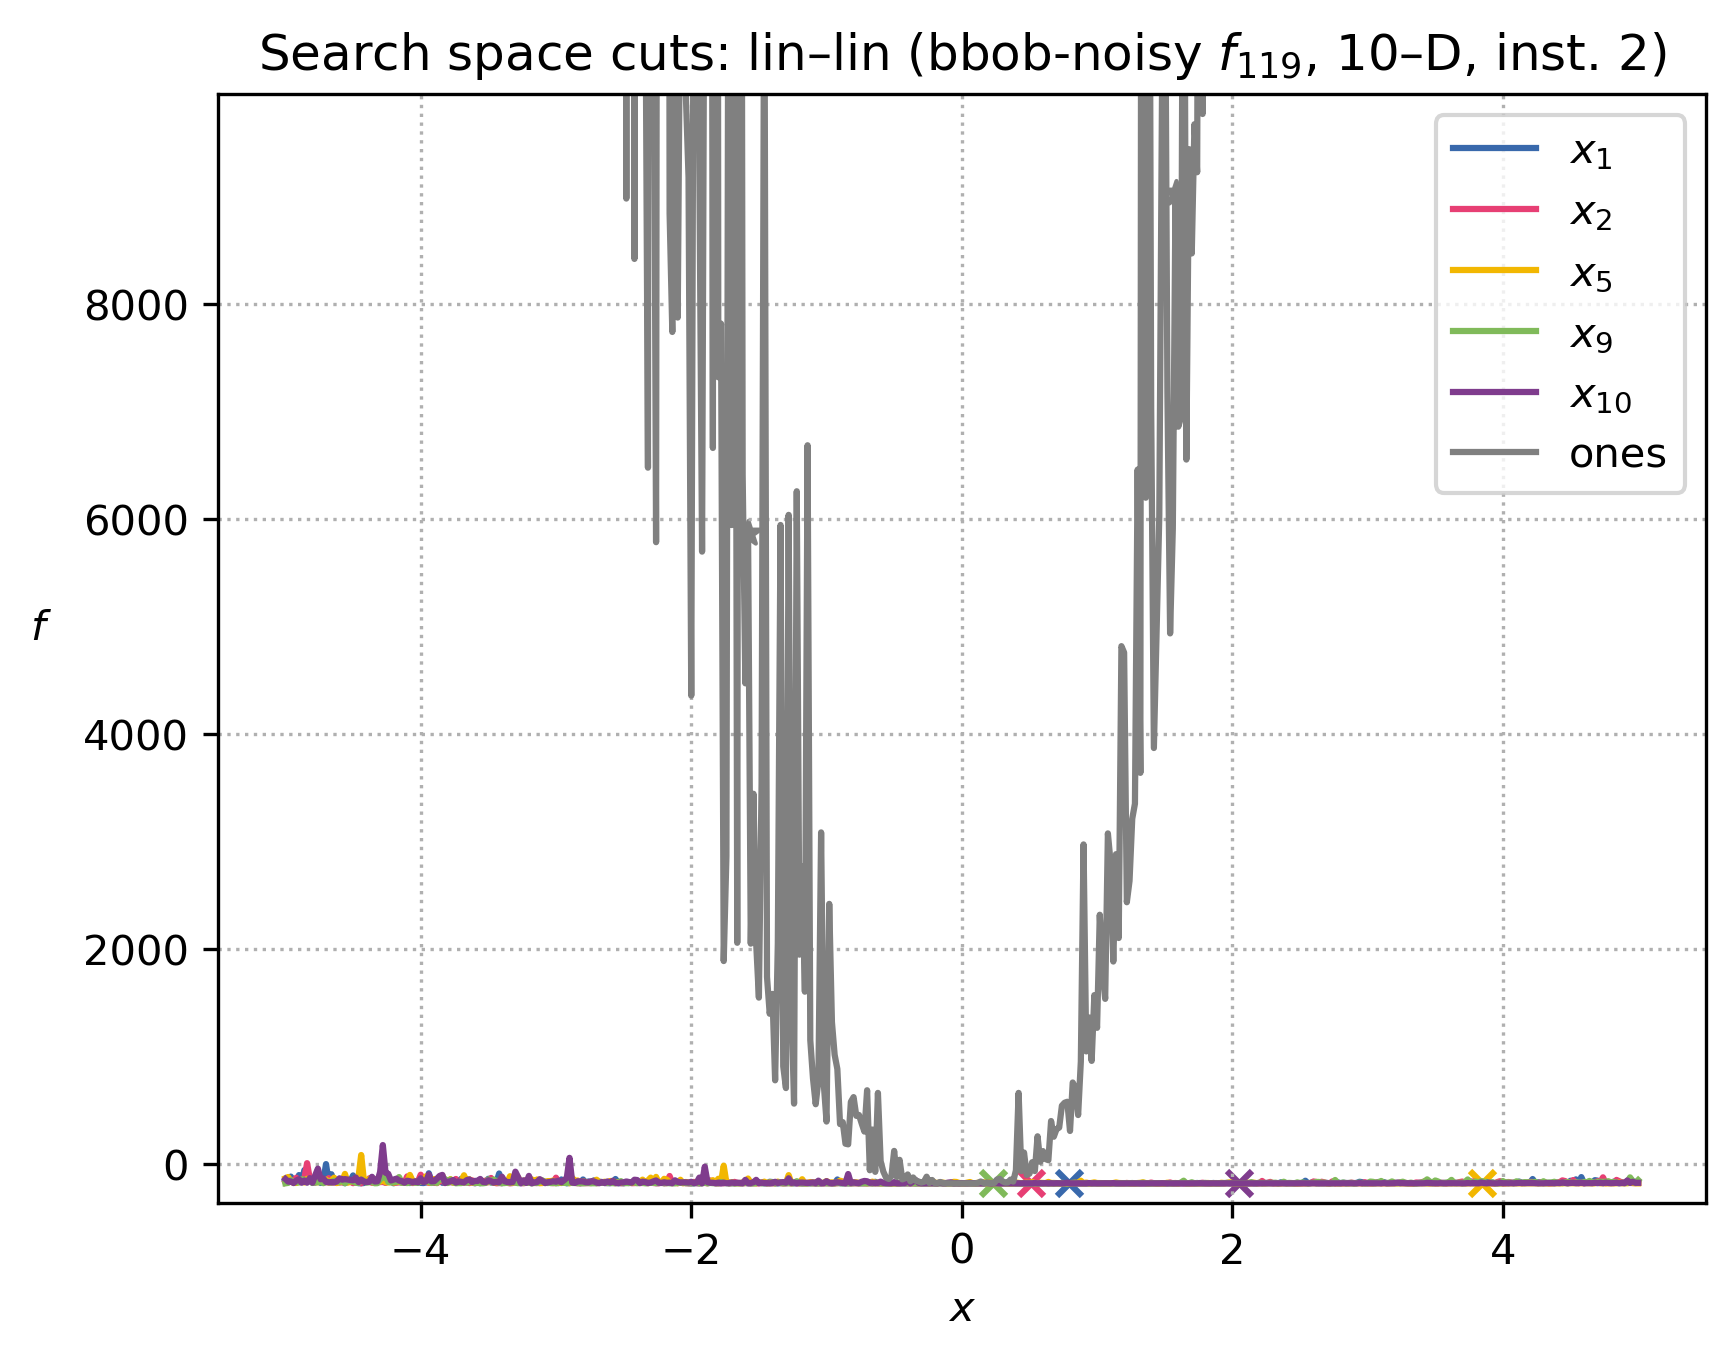 Search space cuts: lin–lin (bbob-noisy f119, 10–D, inst. 2)
x1
x2
x5
x9
x10
ones
8000
6000
4000
2000
0
f
−4
−2
0
2
4
x